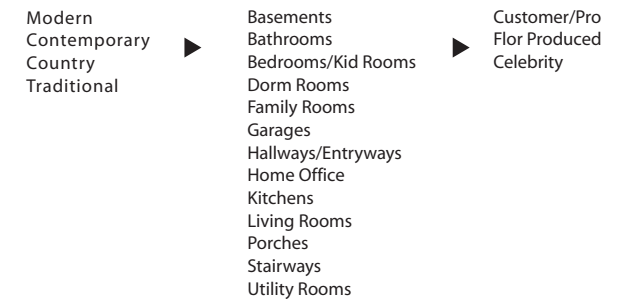 Modern
Contemporary
Country
Traditional
Basements
Bathrooms
Bedrooms/Kid Rooms
Dorm Rooms
Family Rooms
Garages
Hallways/Entryways
Home Office
Kitchens
Living Rooms
Porches
Stairways
Utility Rooms
Customer/Pro
Flor Produced
Celebrity